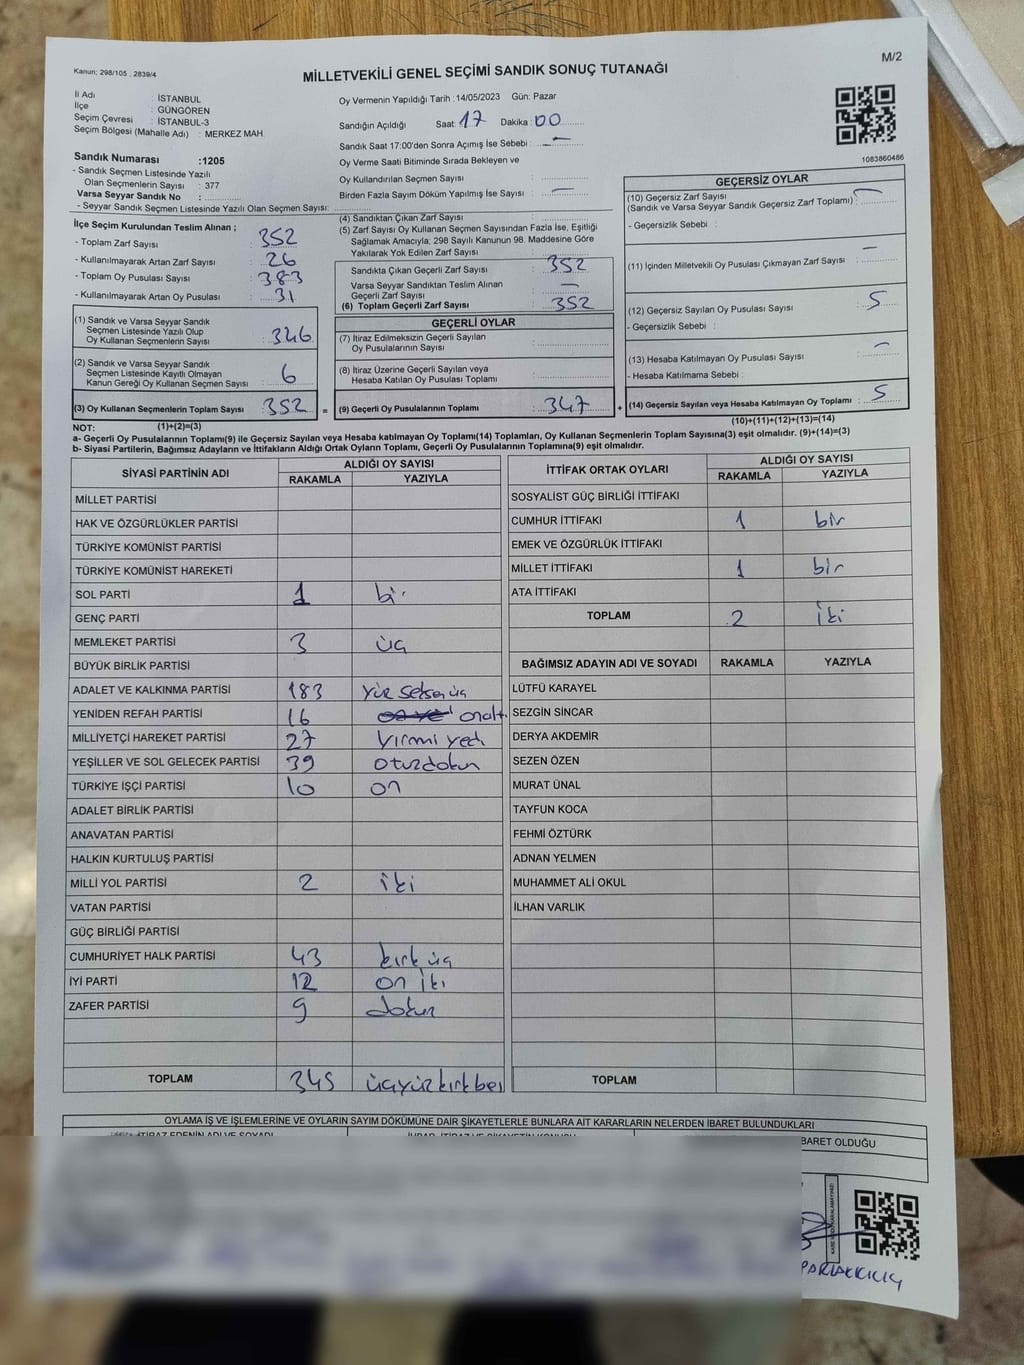 M/2
Kanun; 298/105 , 2839/4
MİLLETVEKİLİ GENEL SEÇİMİ SANDIK SONUÇ TUTANAĞI
İl Adı : İSTANBUL
İlçe : GÜNGÖREN
Seçim Çevresi : İSTANBUL-3
Seçim Bölgesi (Mahalle Adı) : MERKEZ MAH.
Sandık Numarası :1205
- Sandık Seçmen Listesinde Yazılı
Olan Seçmenlerin Sayısı : 377
Varsa Seyyar Sandık No :
- Seyyar Sandık Seçmen Listesinde Yazılı Olan Seçmen Sayısı:
Oy Vermenin Yapıldığı Tarih :14/05/2023 Gün: Pazar
Sandığın Açıldığı Saat: 17 Dakika : 00
Sandık Saat 17:00'den Sonra Açımış İse Sebebi : —
Oy Verme Saati Bitiminde Sırada Bekleyen ve
Oy Kullandırılan Seçmen Sayısı :
Birden Fazla Sayım Döküm Yapılmış İse Sayısı : —
1083860486
İlçe Seçim Kurulundan Teslim Alınan ;
- Toplam Zarf Sayısı : 352
- Kullanılmayarak Artan Zarf Sayısı : 26
- Toplam Oy Pusulası Sayısı : 383
- Kullanılmayarak Artan Oy Pusulası : 31
(1) Sandık ve Varsa Seyyar Sandık
Seçmen Listesinde Yazılı Olup
Oy Kullanan Seçmenlerin Sayısı : 346
(2) Sandık ve Varsa Seyyar Sandık
Seçmen Listesinde Kayıtlı Olmayan
Kanun Gereği Oy Kullanan Seçmen Sayısı : 6
(3) Oy Kullanan Seçmenlerin Toplam Sayısı : 352 =
(4) Sandıktan Çıkan Zarf Sayısı :
(5) Zarf Sayısı Oy Kullanan Seçmen Sayısından Fazla İse, Eşitliği
Sağlamak Amacıyla; 298 Sayılı Kanunun 98. Maddesine Göre
Yakılarak Yok Edilen Zarf Sayısı :
Sandıkta Çıkan Geçerli Zarf Sayısı : 352
Varsa Seyyar Sandıktan Teslim Alınan
Geçerli Zarf Sayısı : —
(6) Toplam Geçerli Zarf Sayısı : 352
GEÇERLİ OYLAR
(7) İtiraz Edilmeksizin Geçerli Sayılan
Oy Pusulalarının Sayısı :
(8) İtiraz Üzerine Geçerli Sayılan veya
Hesaba Katılan Oy Pusulası Toplamı :
(9) Geçerli Oy Pusulalarının Toplamı : 347 +
GEÇERSİZ OYLAR
(10) Geçersiz Zarf Sayısı
(Sandık ve Varsa Seyyar Sandık Geçersiz Zarf Toplamı) : —
- Geçersizlik Sebebi :
(11) İçinden Milletvekili Oy Pusulası Çıkmayan Zarf Sayısı : —
(12) Geçersiz Sayılan Oy Pusulası Sayısı : 5
- Geçersizlik Sebebi :
(13) Hesaba Katılmayan Oy Pusulası Sayısı : —
- Hesaba Katılmama Sebebi :
(14) Geçersiz Sayılan veya Hesaba Katılmayan Oy Toplamı : 5
NOT: (1)+(2)=(3)
(10)+(11)+(12)+(13)=(14)
a- Geçerli Oy Pusulalarının Toplamı(9) ile Geçersiz Sayılan veya Hesaba katılmayan Oy Toplamı(14) Toplamları, Oy Kullanan Seçmenlerin Toplam Sayısına(3) eşit olmalıdır. (9)+(14)=(3)
b- Siyasi Partilerin, Bağımsız Adayların ve İttifakların Aldığı Ortak Oyların Toplamı, Geçerli Oy Pusulalarının Toplamına(9) eşit olmalıdır.
SİYASİ PARTİNİN ADI
ALDIĞI OY SAYISI
RAKAMLA YAZIYLA
MİLLET PARTİSİ
HAK VE ÖZGÜRLÜKLER PARTİSİ
TÜRKİYE KOMÜNİST PARTİSİ
TÜRKİYE KOMÜNİST HAREKETİ
SOL PARTİ 1 bir
GENÇ PARTİ
MEMLEKET PARTİSİ 3 üç
BÜYÜK BİRLİK PARTİSİ
ADALET VE KALKINMA PARTİSİ 183 yüz seksen üç
YENİDEN REFAH PARTİSİ 16 onaltı
MİLLİYETÇİ HAREKET PARTİSİ 27 yirmi yedi
YEŞİLLER VE SOL GELECEK PARTİSİ 39 otuzdokuz
TÜRKİYE İŞÇİ PARTİSİ 10 on
ADALET BİRLİK PARTİSİ
ANAVATAN PARTİSİ
HALKIN KURTULUŞ PARTİSİ
MİLLİ YOL PARTİSİ 2 iki
VATAN PARTİSİ
GÜÇ BİRLİĞİ PARTİSİ
CUMHURİYET HALK PARTİSİ 43 kırk üç
İYİ PARTİ 12 on iki
ZAFER PARTİSİ 9 dokuz
TOPLAM 345 üçyüzkırkbeş
İTTİFAK ORTAK OYLARI
ALDIĞI OY SAYISI
RAKAMLA YAZIYLA
SOSYALİST GÜÇ BİRLİĞİ İTTİFAKI
CUMHUR İTTİFAKI 1 bir
EMEK VE ÖZGÜRLÜK İTTİFAKI
MİLLET İTTİFAKI 1 bir
ATA İTTİFAKI
TOPLAM 2 iki
BAĞIMSIZ ADAYIN ADI VE SOYADI RAKAMLA YAZIYLA
LÜTFÜ KARAYEL
SEZGİN SİNCAR
DERYA AKDEMİR
SEZEN ÖZEN
MURAT ÜNAL
TAYFUN KOCA
FEHMİ ÖZTÜRK
ADNAN YELMEN
MUHAMMET ALİ OKUL
İLHAN VARLIK
TOPLAM
OYLAMA İŞ VE İŞLEMLERİNE VE OYLARIN SAYIM DÖKÜMÜNE DAİR ŞİKAYETLERLE BUNLARA AİT KARARLARIN NELERDEN İBARET BULUNDUKLARI
BARET OLDUĞU